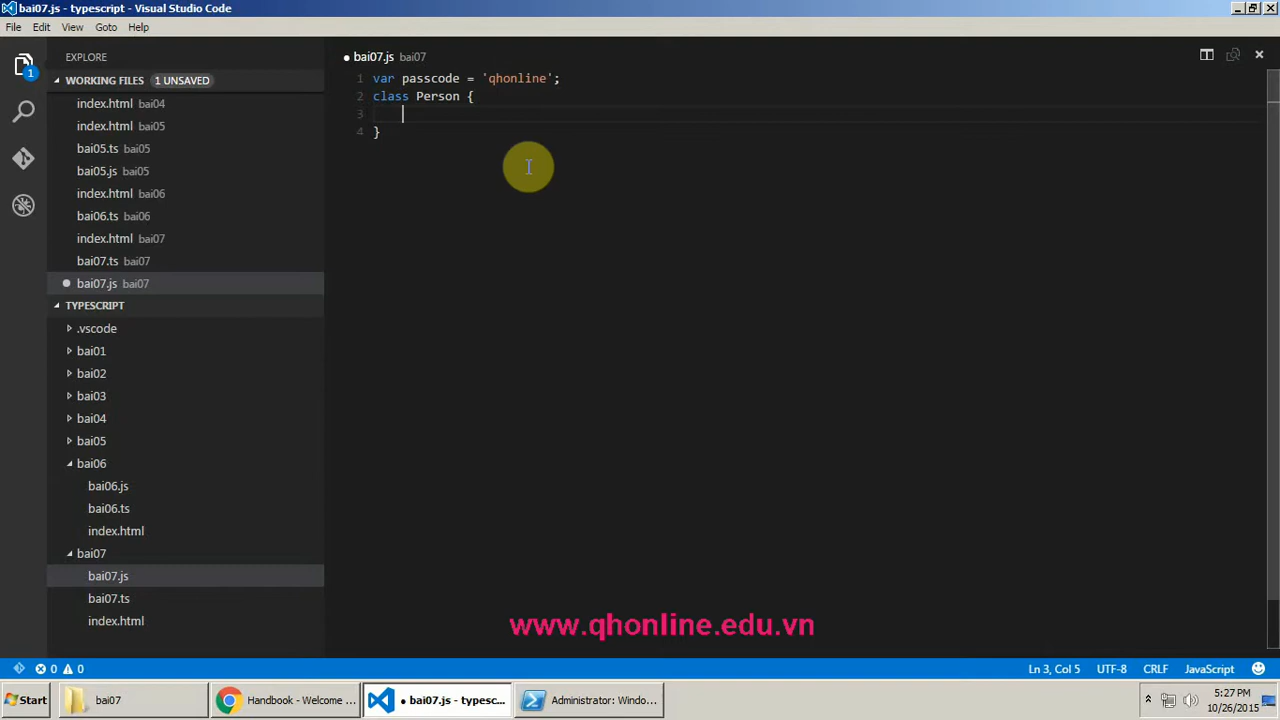 bai07.js - typescript - Visual Studio Code
File Edit View Goto Help
EXPLORE
WORKING FILES 1 UNSAVED
index.html bai04
index.html bai05
bai05.ts bai05
bai05.js bai05
index.html bai06
bai06.ts bai06
index.html bai07
bai07.ts bai07
bai07.js bai07
TYPESCRIPT
.vscode
bai01
bai02
bai03
bai04
bai05
bai06
bai06.js
bai06.ts
index.html
bai07
bai07.js
bai07.ts
index.html
1
bai07.js bai07
1 var passcode = 'qhonline';
2 class Person {
3
4 }
www.qhonline.edu.vn
0 0 Ln 3, Col 5 UTF-8 CRLF JavaScript
Start bai07 Handbook - Welcome ... bai07.js - typesc... Administrator: Windo... 5:27 PM
10/26/2015